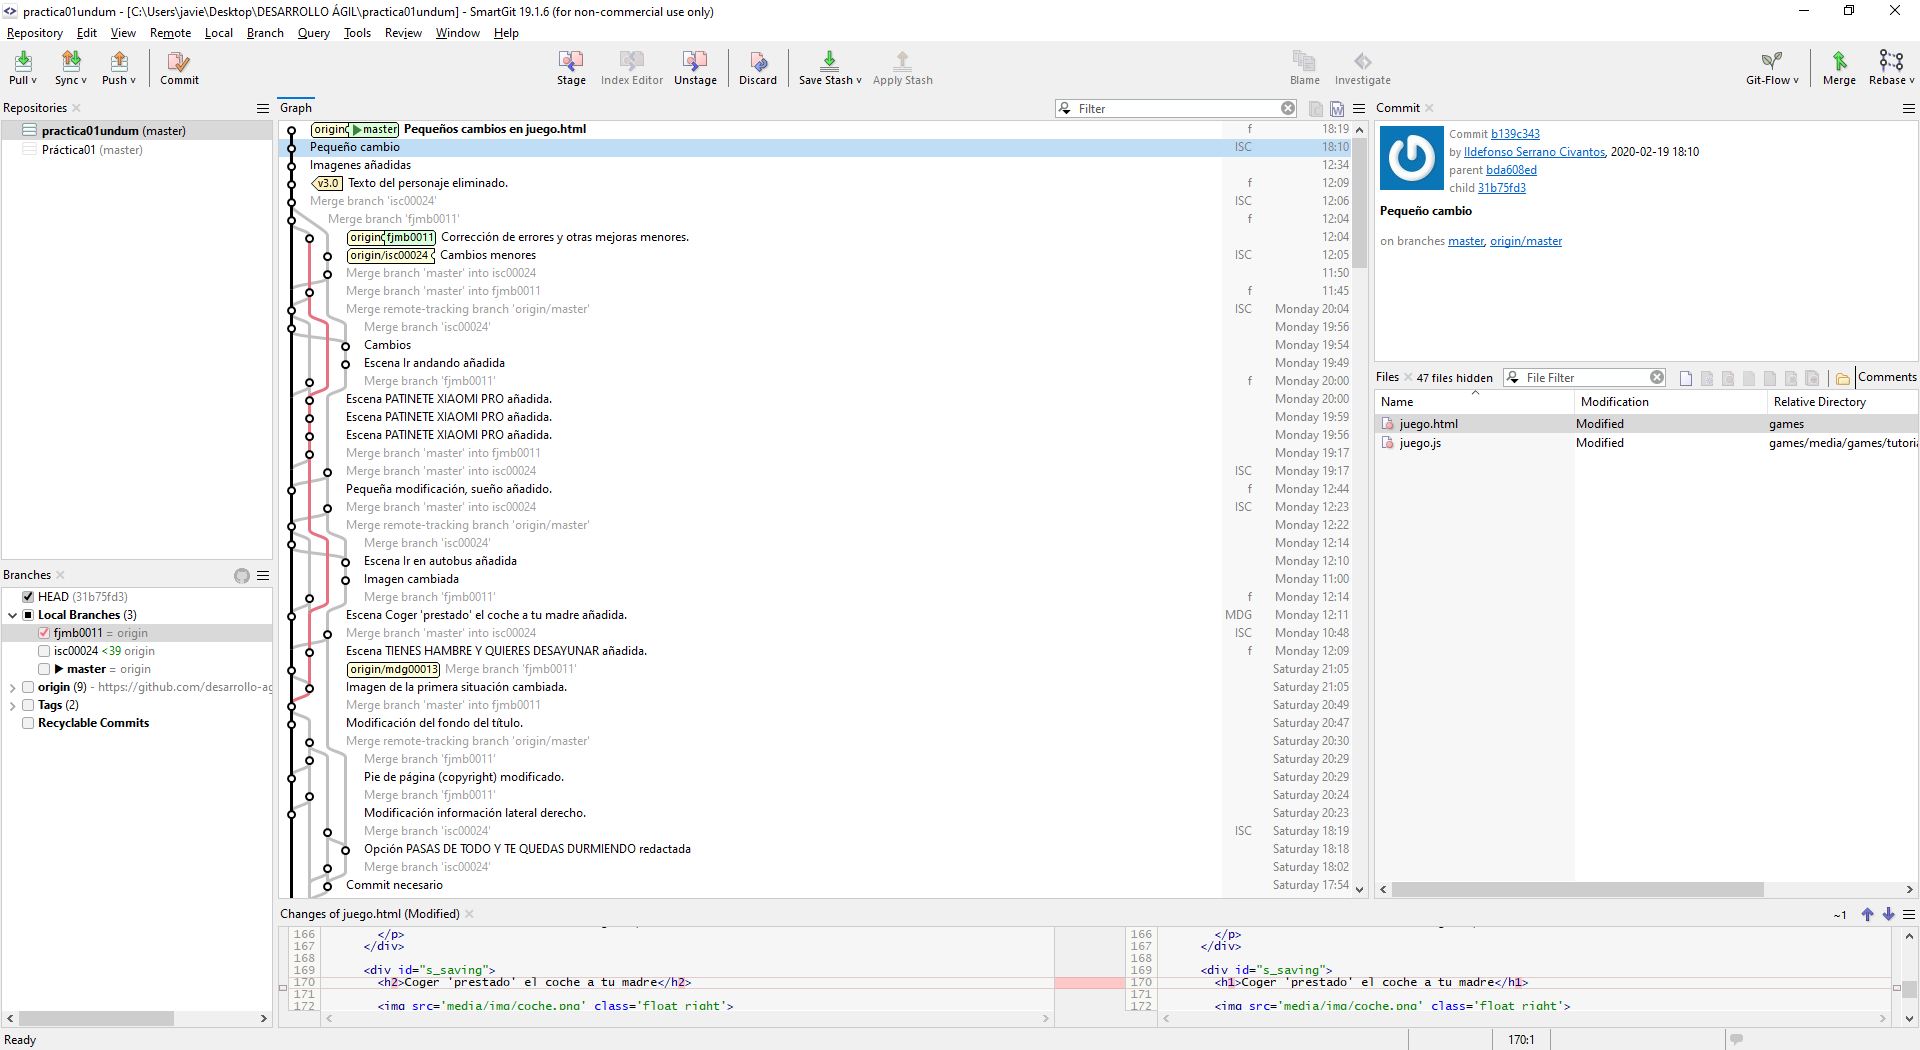 practica01undum - [C:\Users\javie\Desktop\DESARROLLO ÁGIL\practica01undum] - SmartGit 19.1.6 (for non-commercial use only)
Repository Edit View Remote Local Branch Query Tools Review Window Help
Pull Sync Push Commit Stage Index Editor Unstage Discard Save Stash Apply Stash Blame Investigate Git-Flow Merge Rebase
Repositories
practica01undum (master)
Práctica01 (master)
Branches
HEAD (31b75fd3)
Local Branches (3)
fjmb0011 = origin
isc00024 <39 origin
master = origin
origin (9) - https://github.com/desarrollo-ag
Tags (2)
Recyclable Commits
Graph Filter
master Pequeños cambios en juego.html f 18:19
Pequeño cambio ISC 18:10
Imagenes añadidas 12:34
v3.0 Texto del personaje eliminado. f 12:09
Merge branch 'isc00024' ISC 12:06
Merge branch 'fjmb0011' f 12:04
fjmb0011 Corrección de errores y otras mejoras menores. 12:04
origin/isc00024 Cambios menores ISC 12:05
Merge branch 'master' into isc00024 11:50
Merge branch 'master' into fjmb0011 f 11:45
Merge remote-tracking branch 'origin/master' ISC Monday 20:04
Merge branch 'isc00024' Monday 19:56
Cambios Monday 19:54
Escena Ir andando añadida Monday 19:49
Merge branch 'fjmb0011' f Monday 20:00
Escena PATINETE XIAOMI PRO añadida. Monday 20:00
Escena PATINETE XIAOMI PRO añadida. Monday 19:59
Escena PATINETE XIAOMI PRO añadida. Monday 19:56
Merge branch 'master' into fjmb0011 Monday 19:17
Merge branch 'master' into isc00024 ISC Monday 19:17
Pequeña modificación, sueño añadido. f Monday 12:44
Merge branch 'master' into isc00024 ISC Monday 12:23
Merge remote-tracking branch 'origin/master' Monday 12:22
Merge branch 'isc00024' Monday 12:14
Escena Ir en autobus añadida Monday 12:10
Imagen cambiada Monday 11:00
Merge branch 'fjmb0011' f Monday 12:14
Escena Coger 'prestado' el coche a tu madre añadida. MDG Monday 12:11
Merge branch 'master' into isc00024 ISC Monday 10:48
Escena TIENES HAMBRE Y QUIERES DESAYUNAR añadida. f Monday 12:09
origin/mdg00013 Merge branch 'fjmb0011' Saturday 21:05
Imagen de la primera situación cambiada. Saturday 21:05
Merge branch 'master' into fjmb0011 Saturday 20:49
Modificación del fondo del título. Saturday 20:47
Merge remote-tracking branch 'origin/master' Saturday 20:30
Merge branch 'fjmb0011' Saturday 20:29
Pie de página (copyright) modificado. Saturday 20:29
Merge branch 'fjmb0011' Saturday 20:24
Modificación información lateral derecho. Saturday 20:23
Merge branch 'isc00024' ISC Saturday 18:19
Opción PASAS DE TODO Y TE QUEDAS DURMIENDO redactada Saturday 18:18
Merge branch 'isc00024' Saturday 18:02
Commit necesario Saturday 17:54
Commit
Commit b139c343
by Ildefonso Serrano Civantos, 2020-02-19 18:10
parent bda608ed
child 31b75fd3
Pequeño cambio
on branches master, origin/master
Files 47 files hidden File Filter Comments
Name Modification Relative Directory
juego.html Modified games
juego.js Modified games/media/games/tutoria
Changes of juego.html (Modified) ~1
166 </p>
167 </div>
168
169 <div id="s_saving">
170 <h2>Coger 'prestado' el coche a tu madre</h2>
171
172 <img src='media/img/coche.png' class='float right'>
166 </p>
167 </div>
168
169 <div id="s_saving">
170 <h1>Coger 'prestado' el coche a tu madre</h1>
171
172 <img src='media/img/coche.png' class='float right'>
Ready 170:1